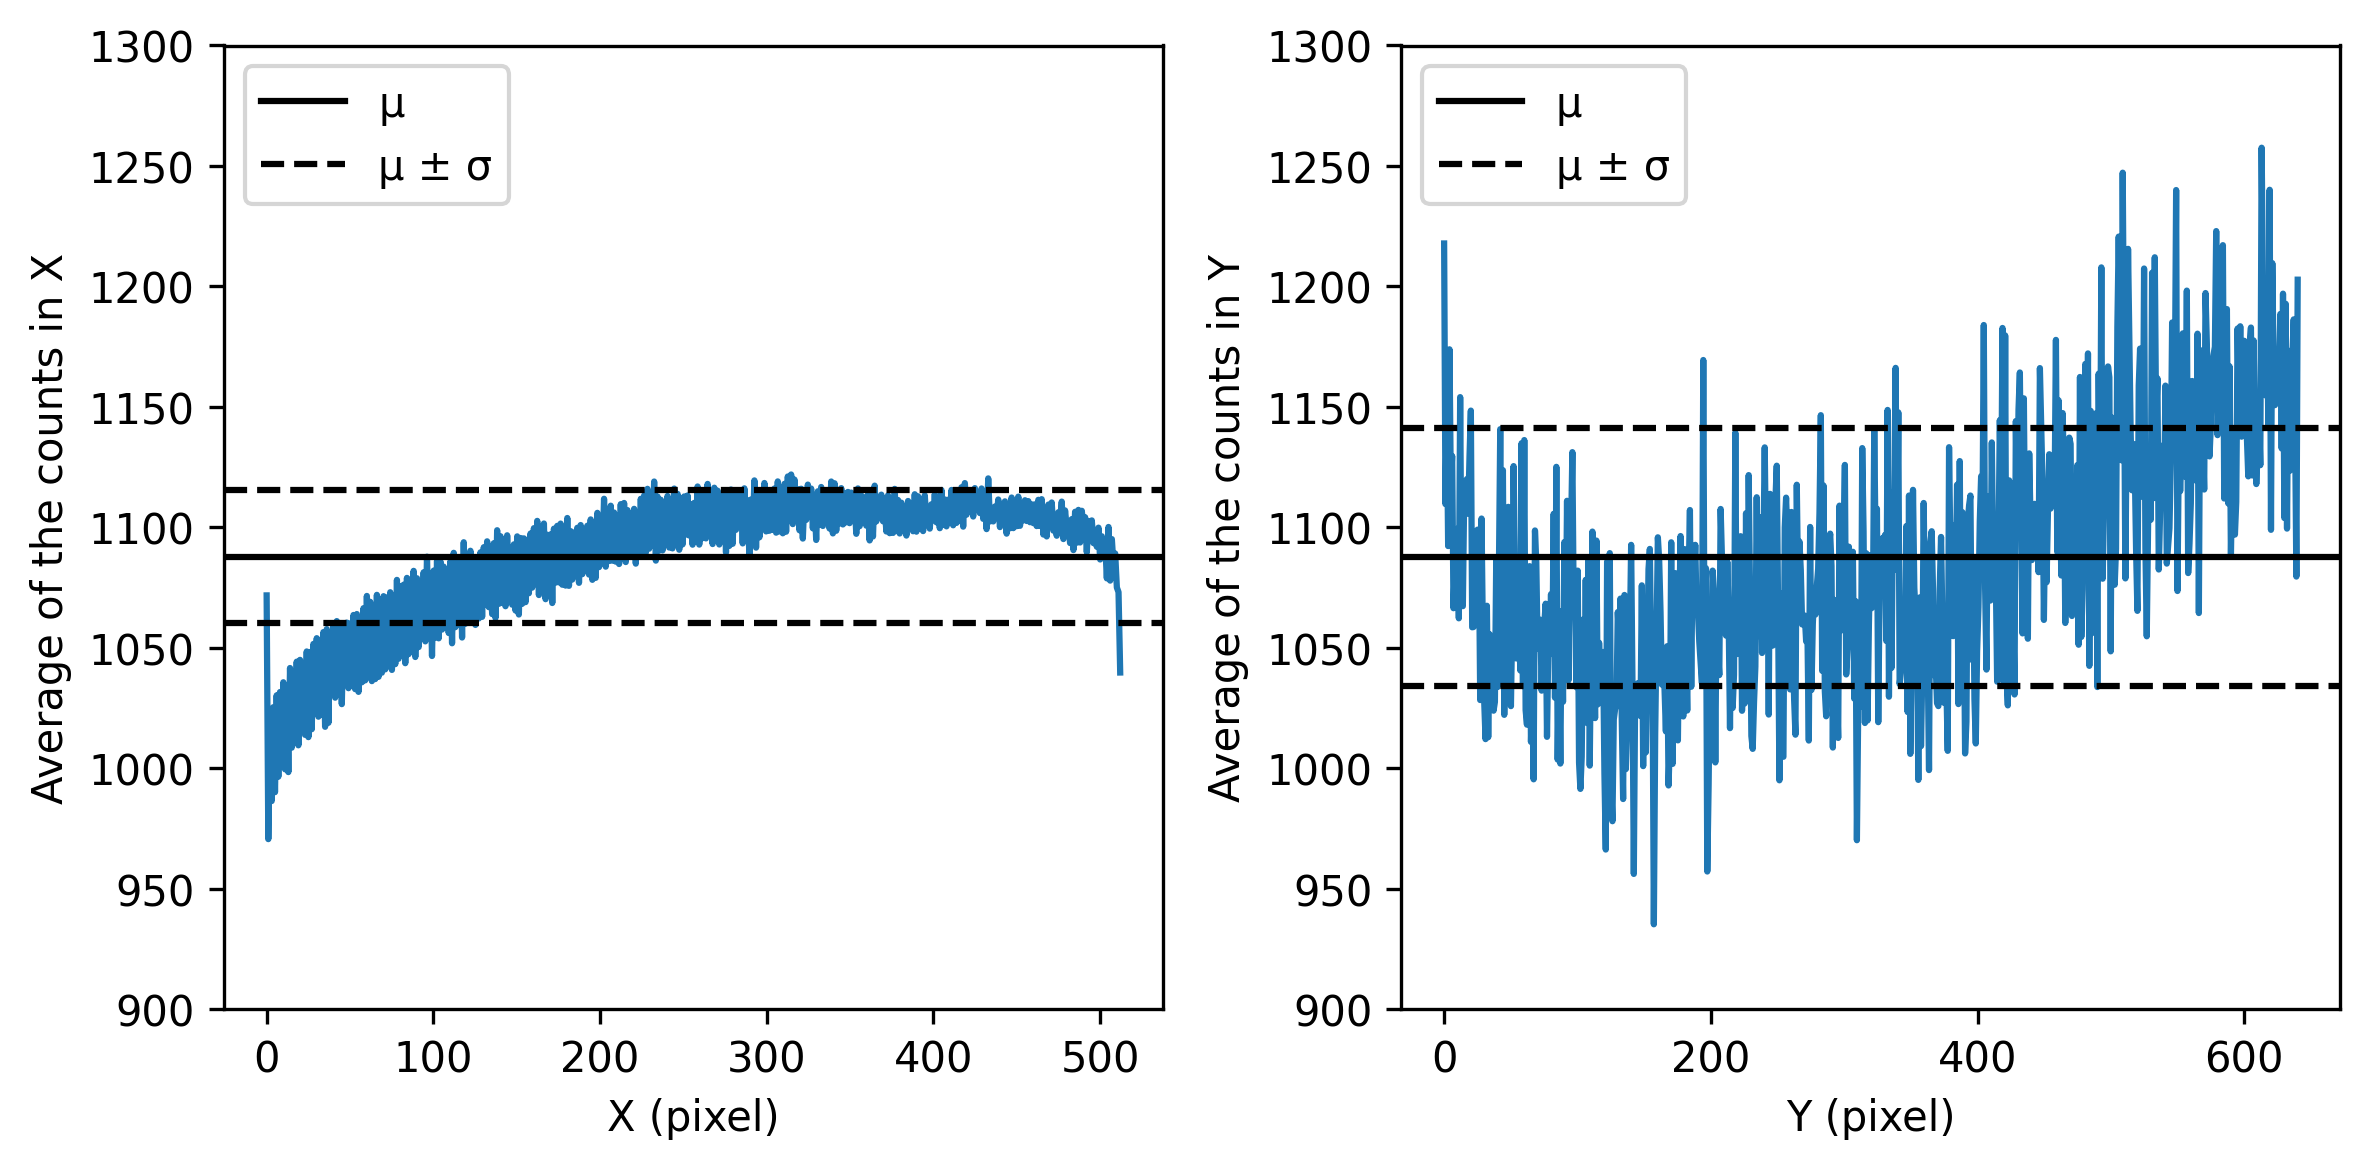 1300
1250
1200
1150
1100
1050
1000
950
900
Average of the counts in X
μ
μ ± σ
0 100 200 300 400 500
X (pixel)
1300
1250
1200
1150
1100
1050
1000
950
900
Average of the counts in Y
μ
μ ± σ
0 200 400 600
Y (pixel)